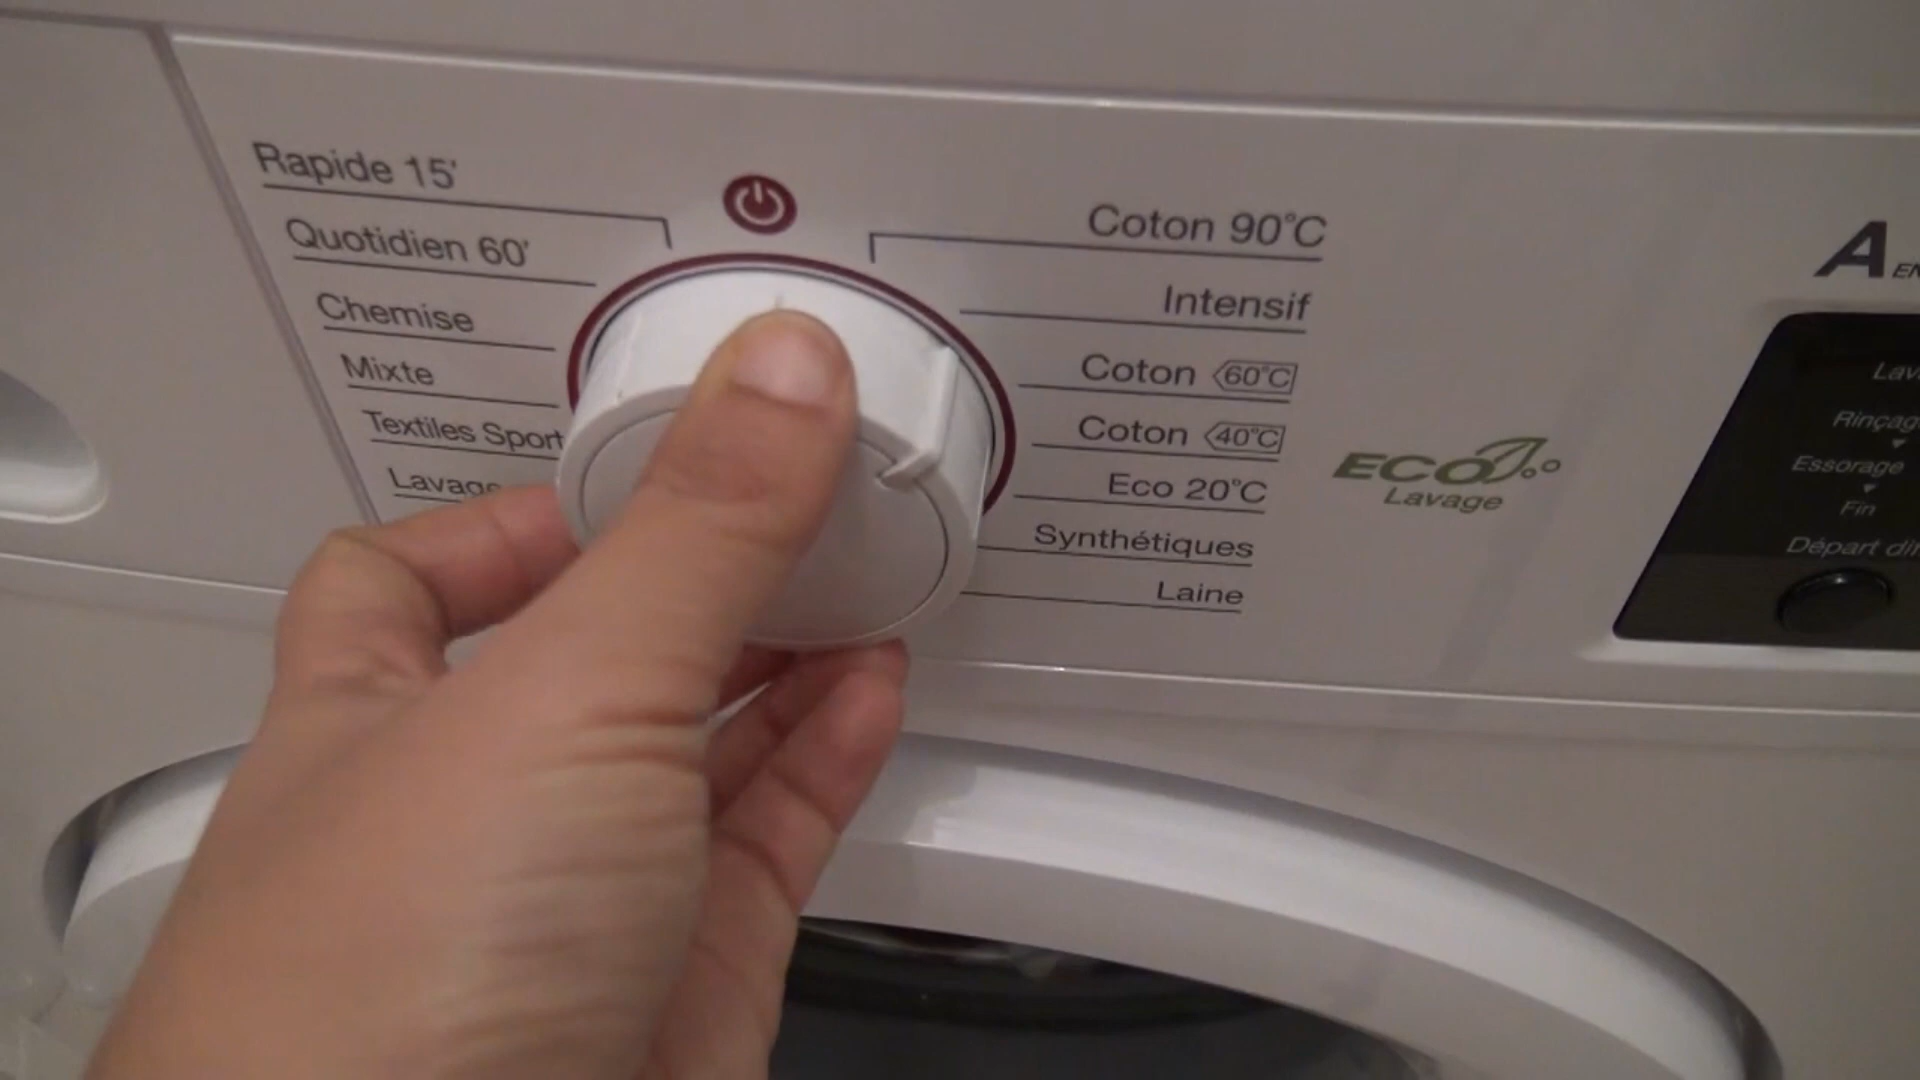 Rapide 15'
Quotidien 60'
Chemise
Mixte
Textiles Sport
Coton 90°C
Intensif
Coton 60°C
Coton 40°C
Eco 20°C
Synthétiques
Laine
ECO
Lavage
A
Essorage
Fin
Départ